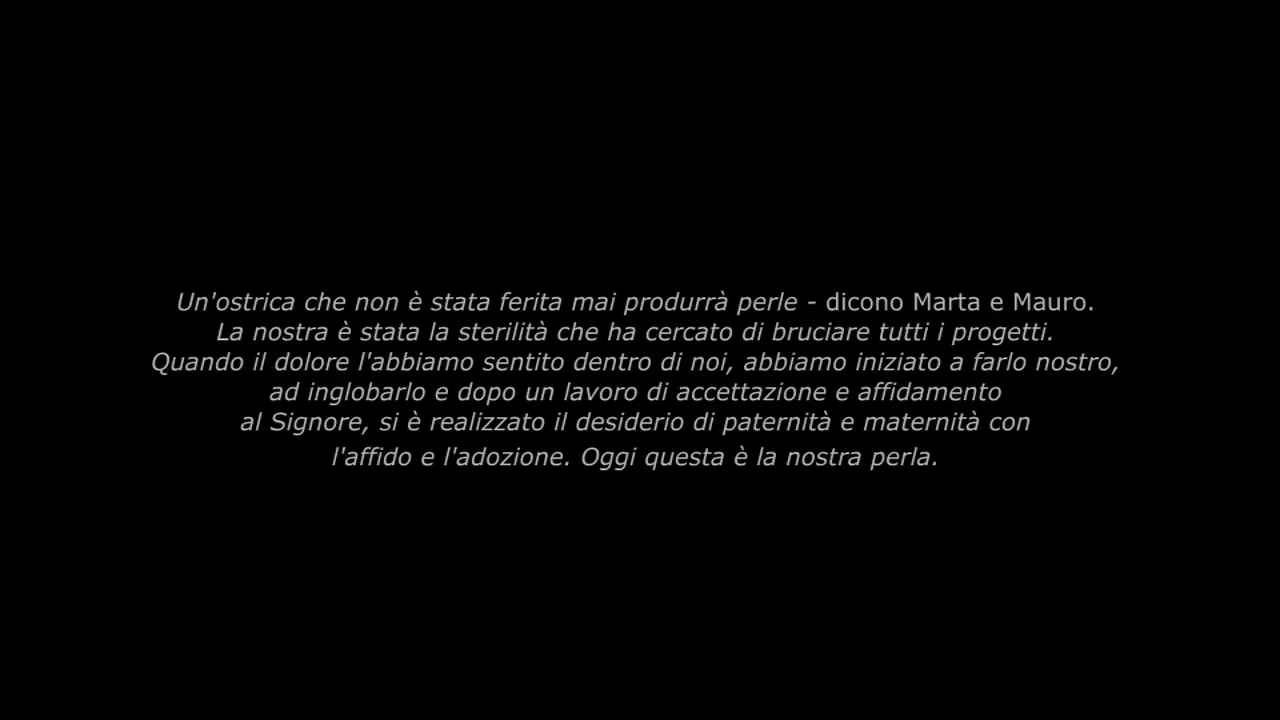 Un'ostrica che non è stata ferita mai produrrà perle - dicono Marta e Mauro.
La nostra è stata la sterilità che ha cercato di bruciare tutti i progetti.
Quando il dolore l'abbiamo sentito dentro di noi, abbiamo iniziato a farlo nostro,
ad inglobarlo e dopo un lavoro di accettazione e affidamento
al Signore, si è realizzato il desiderio di paternità e maternità con
l'affido e l'adozione. Oggi questa è la nostra perla.